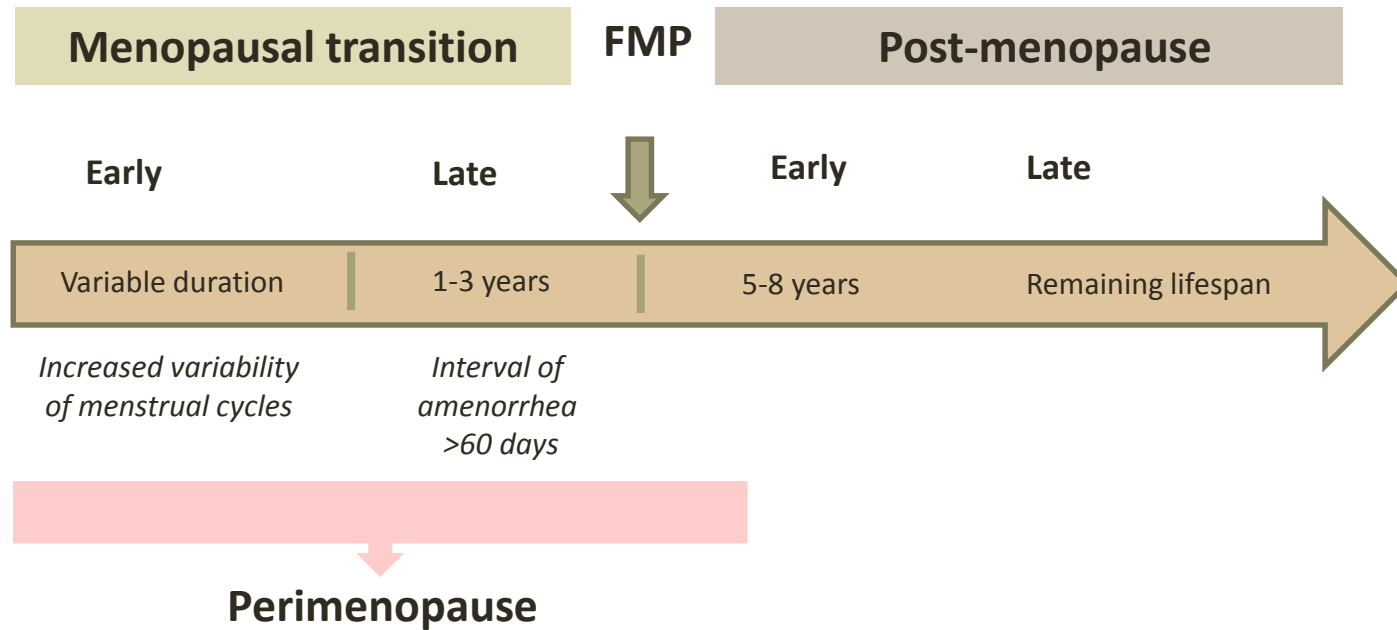 Menopausal transition
FMP
Post-menopause
Early
Late
Early
Late
Variable duration
1-3 years
5-8 years
Remaining lifespan
Increased variability
of menstrual cycles
Interval of
amenorrhea
>60 days
Perimenopause